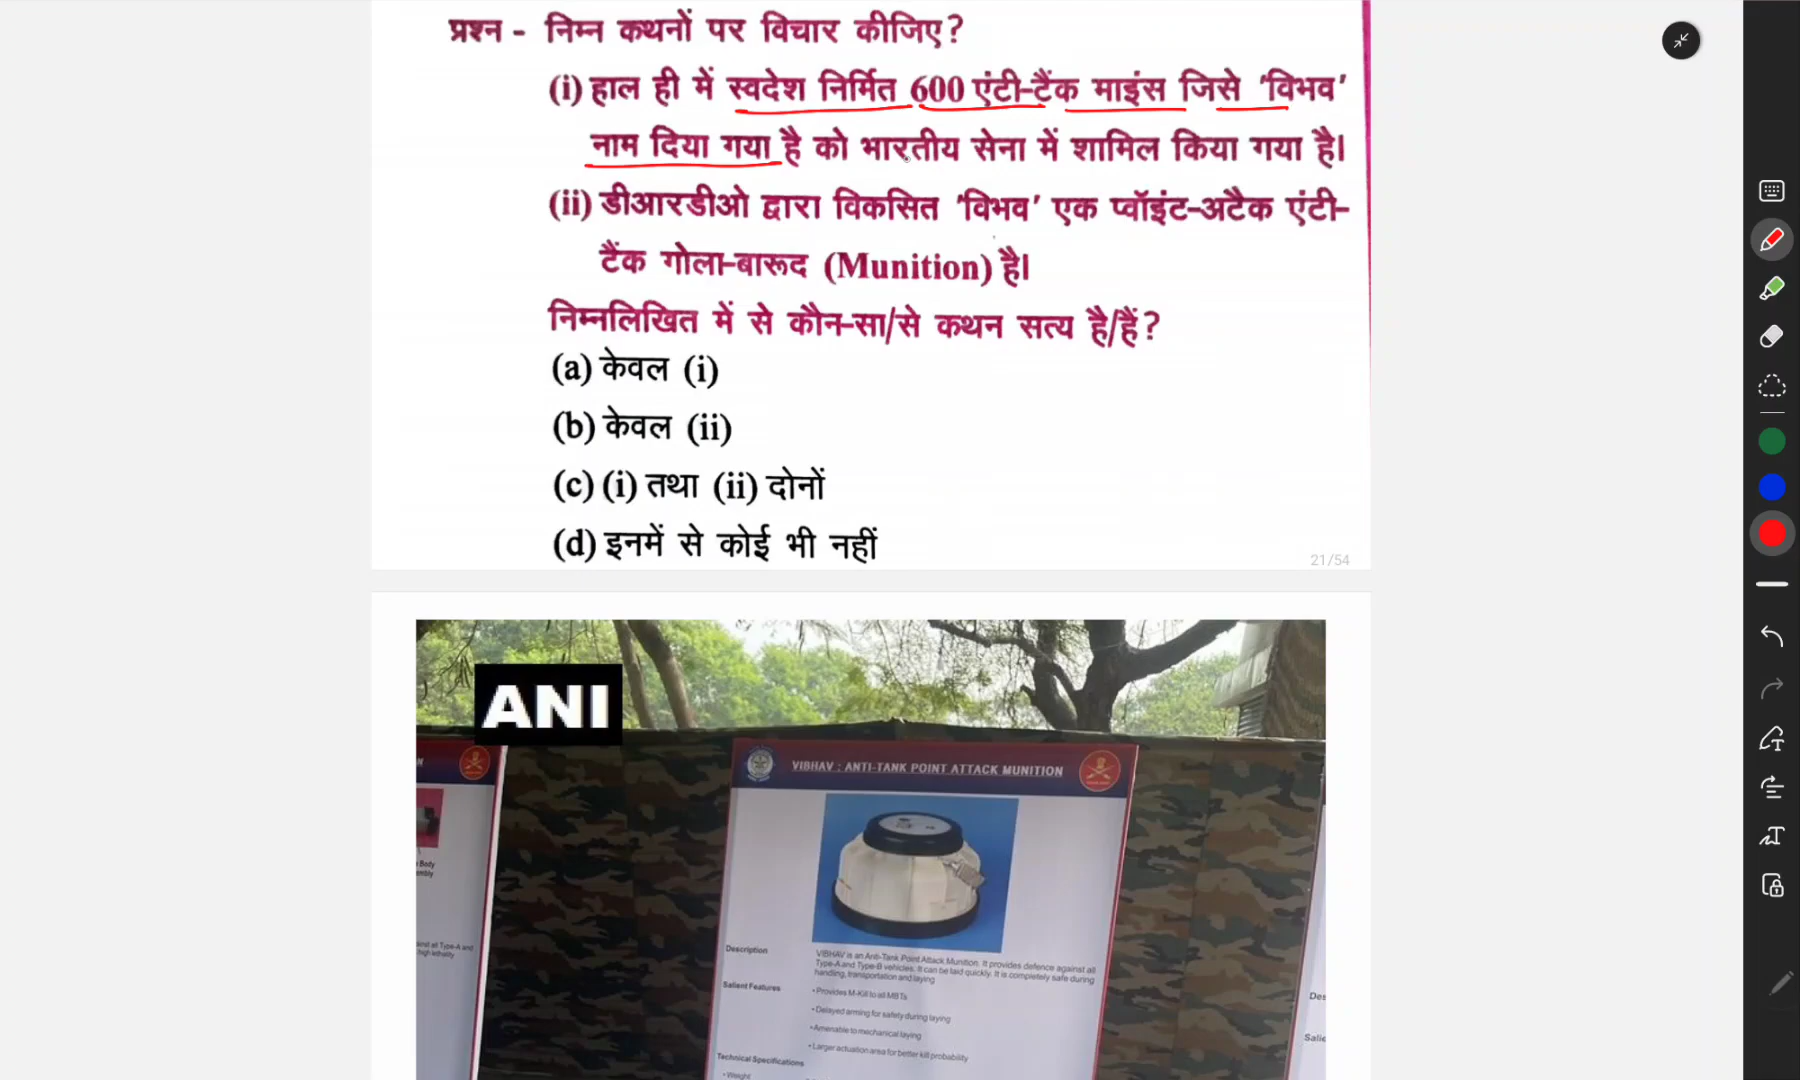 प्रश्न - निम्न कथनों पर विचार कीजिए?
(i) हाल ही में स्वदेश निर्मित 600 एंटी-टैंक माइंस जिसे 'विभव'
नाम दिया गया है को भारतीय सेना में शामिल किया गया है।
(ii) डीआरडीओ द्वारा विकसित 'विभव' एक प्वॉइंट-अटैक एंटी-
टैंक गोला-बारूद (Munition) है।
निम्नलिखित में से कौन-सा/से कथन सत्य है/हैं?
(a) केवल (i)
(b) केवल (ii)
(c) (i) तथा (ii) दोनों
(d) इनमें से कोई भी नहीं
21/54
ANI
VIBHAV : ANTI-TANK POINT ATTACK MUNITION
Body
Description
VIBHAV is an Anti-Tank Point Attack Munition. It provides defence against all
Type-A and Type-B vehicles. It can be laid quickly. It is completely safe during
handing, transportation and laying
Salient Features
• Provides M-Kill to all MBTs
• Delayed arming for safety during laying
• Amenable to mechanical laying
• Larger actuation area for better kill probability
Technical Specifications
• Weight